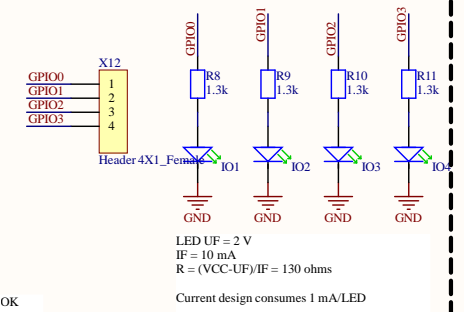 GPIO0
GPIO1
GPIO2
GPIO3
X12
GPIO0
GPIO1
GPIO2
GPIO3
1
2
3
4
Header 4X1_Female
R8
1.3k
R9
1.3k
R10
1.3k
R11
1.3k
IO1
IO2
IO3
IO4
GND
GND
GND
GND
LED UF = 2 V
IF = 10 mA
R = (VCC-UF)/IF = 130 ohms
Current design consumes 1 mA/LED
OK